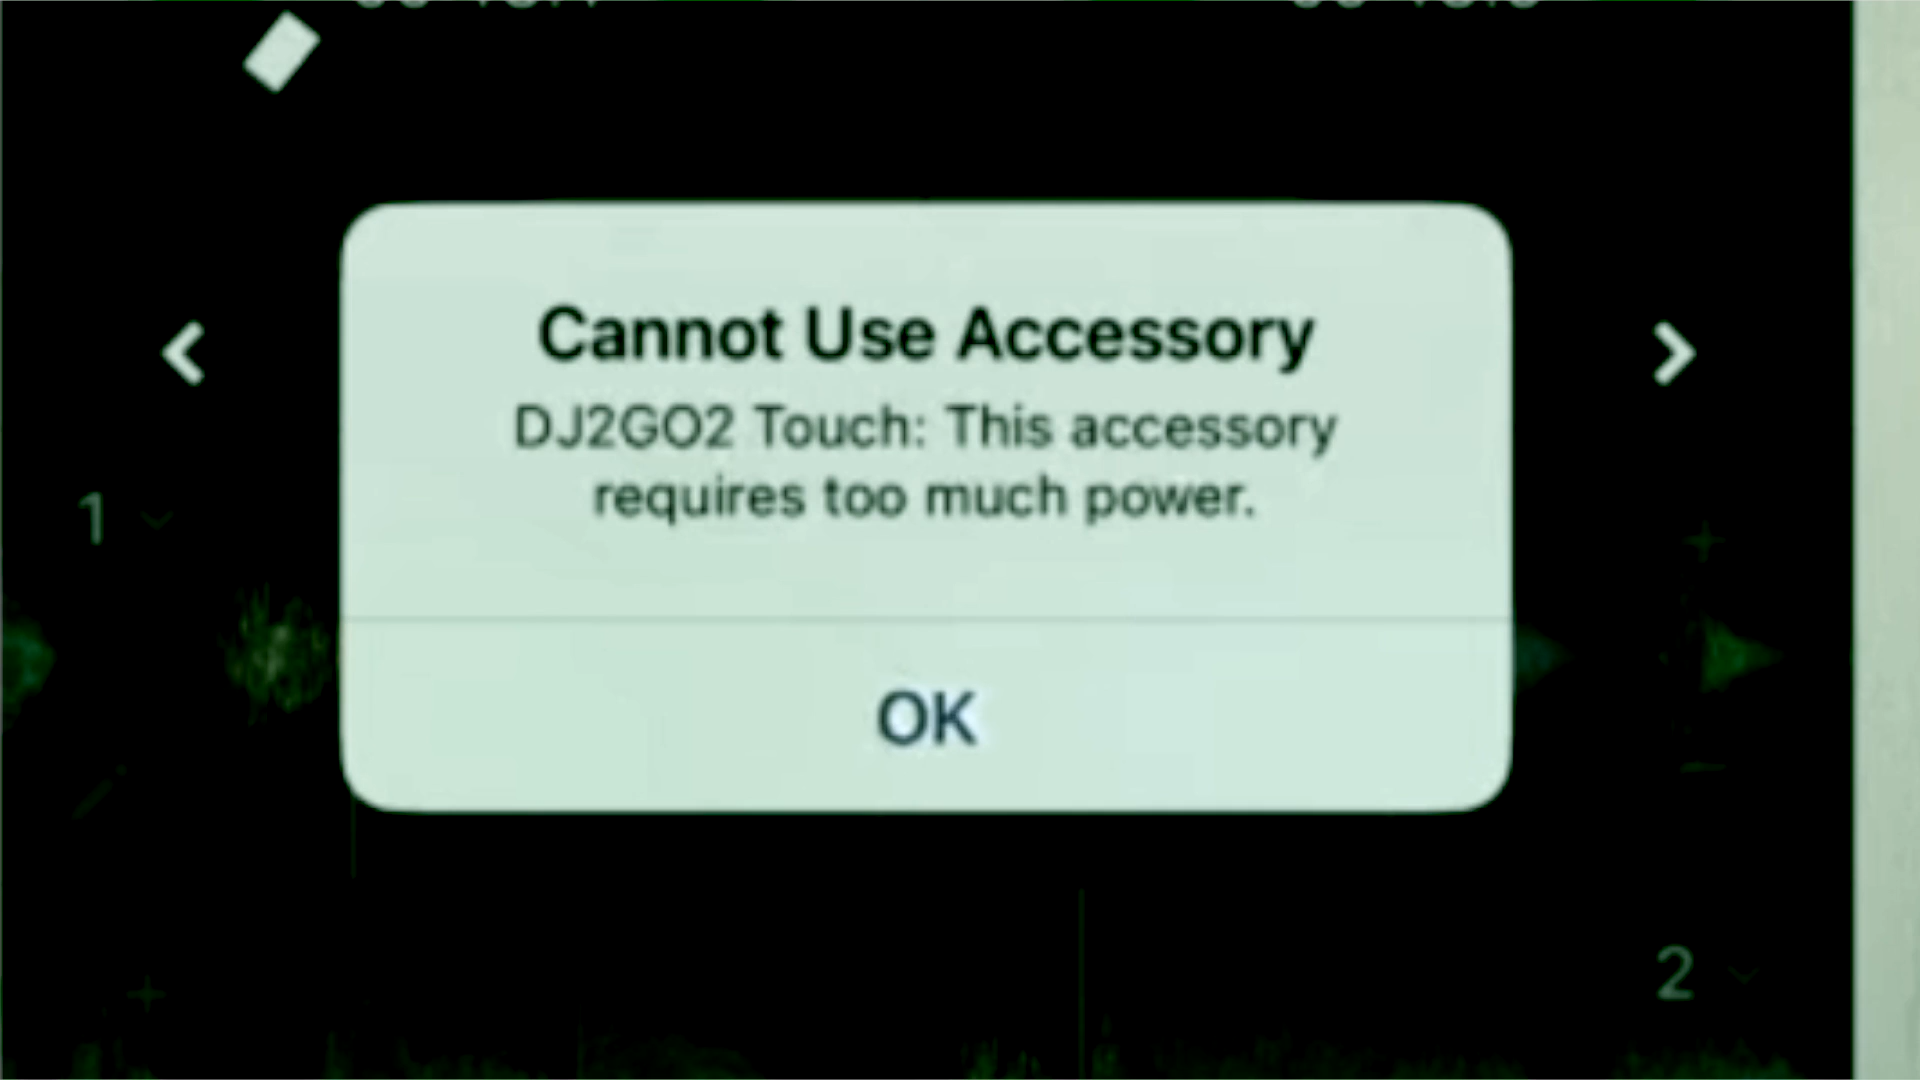 Cannot Use Accessory
DJ2GO2 Touch: This accessory
requires too much power.
1
OK
2